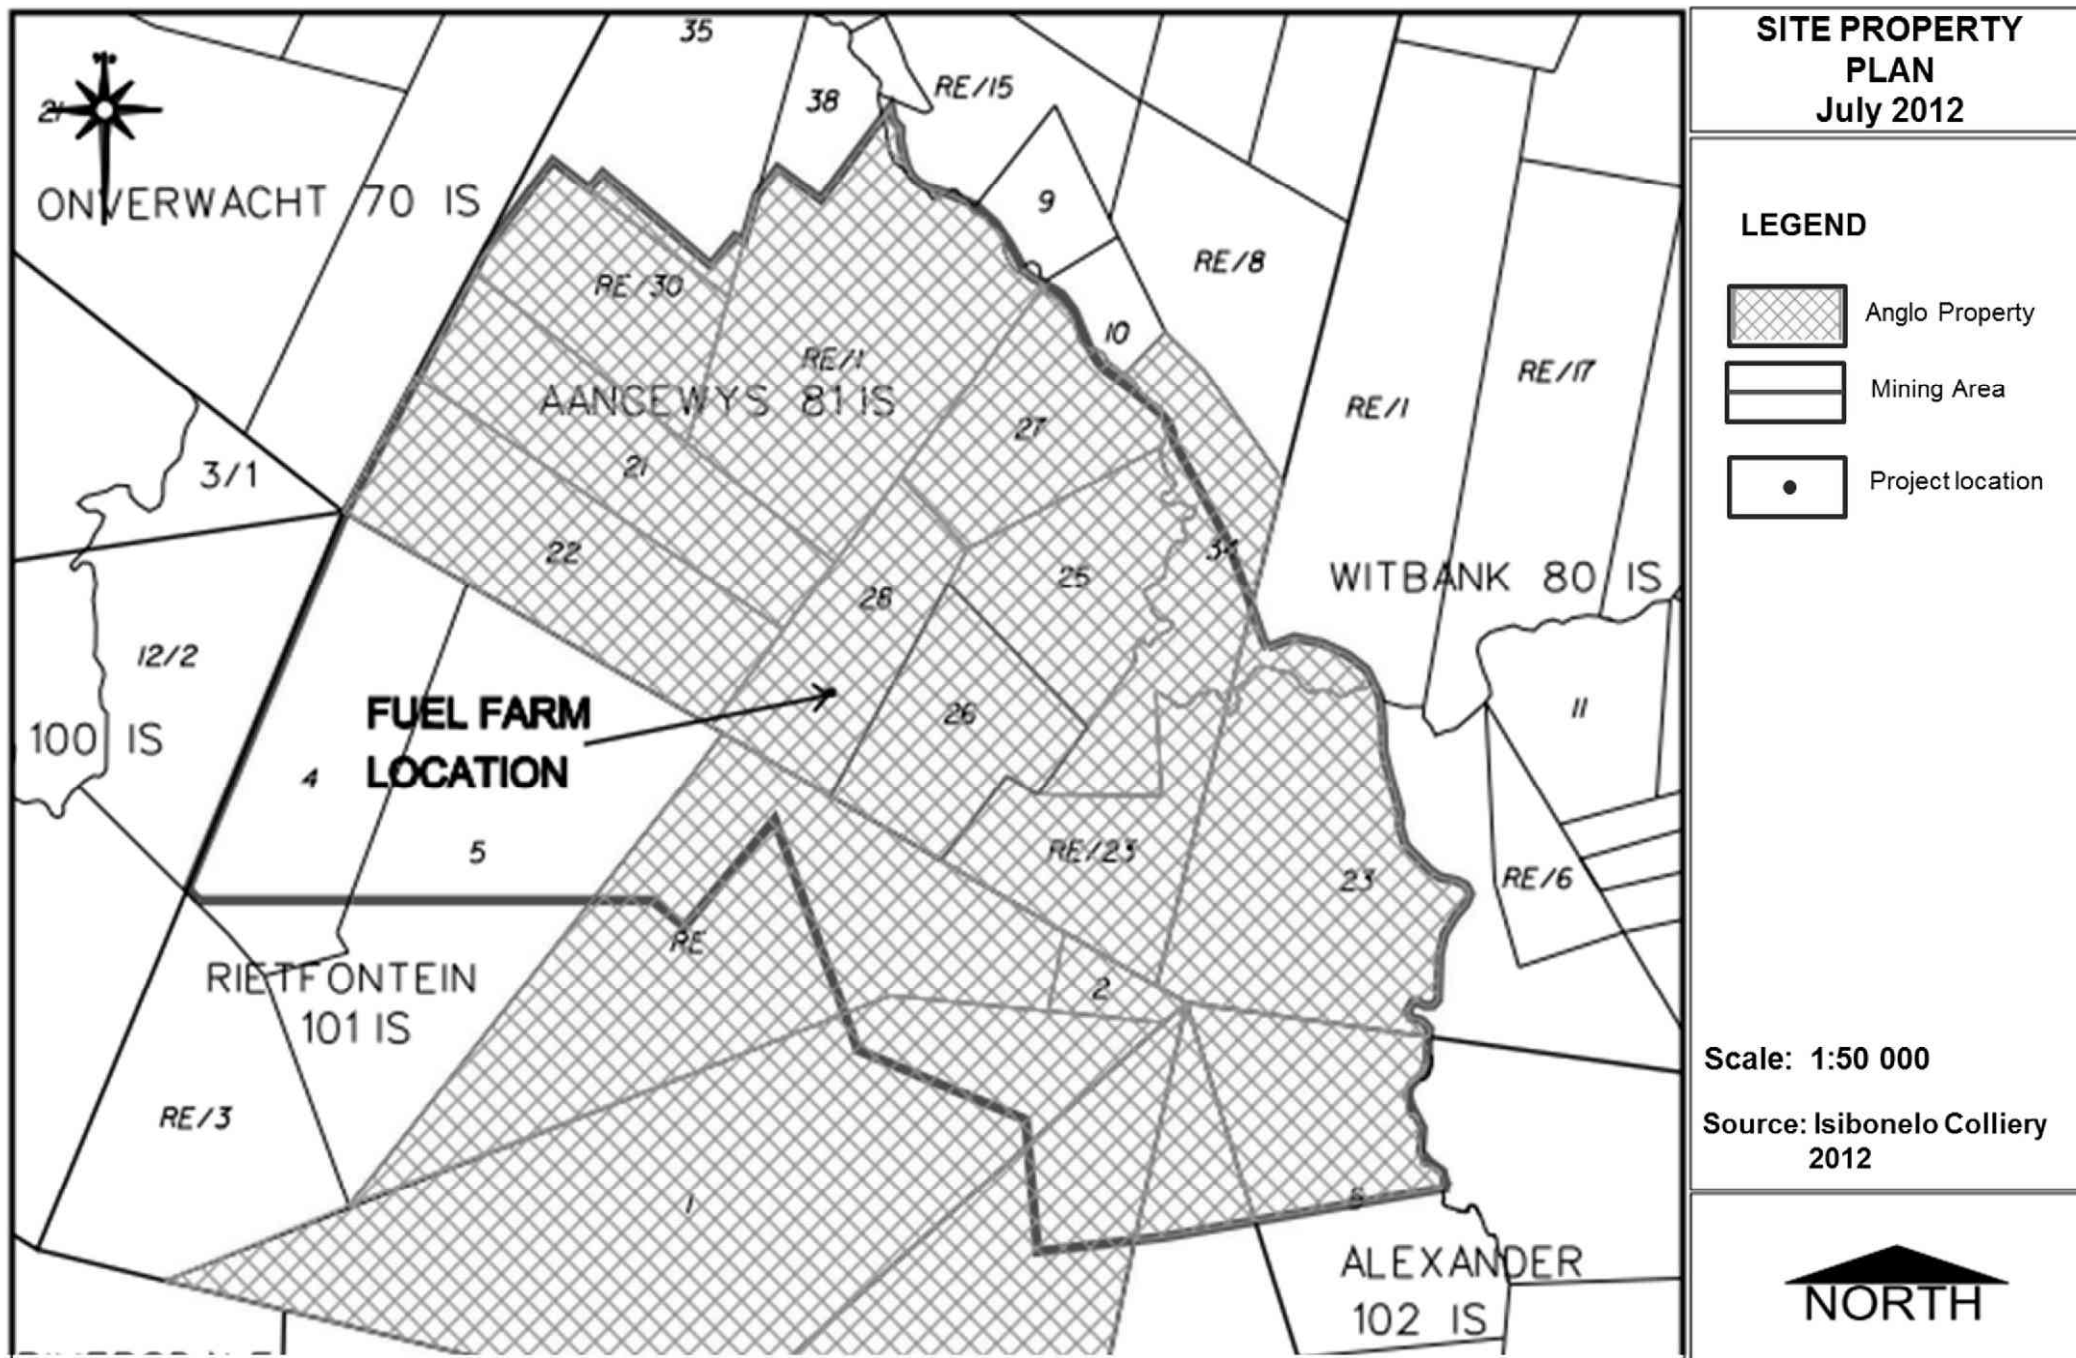 SITE PROPERTY
PLAN
July 2012
LEGEND
Anglo Property
Mining Area
Project location
Scale: 1:50 000
Source: Isibonelo Colliery
2012
NORTH
35
38
RE/15
21
ONVERWACHT 70 IS
9
RE/8
RE/30
10
RE/1
AANGEWYS 81 IS
RE/17
RE/1
27
21
3/1
22
25
34
28
WITBANK 80 IS
12/2
FUEL FARM
LOCATION
26
11
100 IS
4
5
RE/23
23
RE/6
RE
RIETFONTEIN
101 IS
2
RE/3
1
ALEXANDER
102 IS